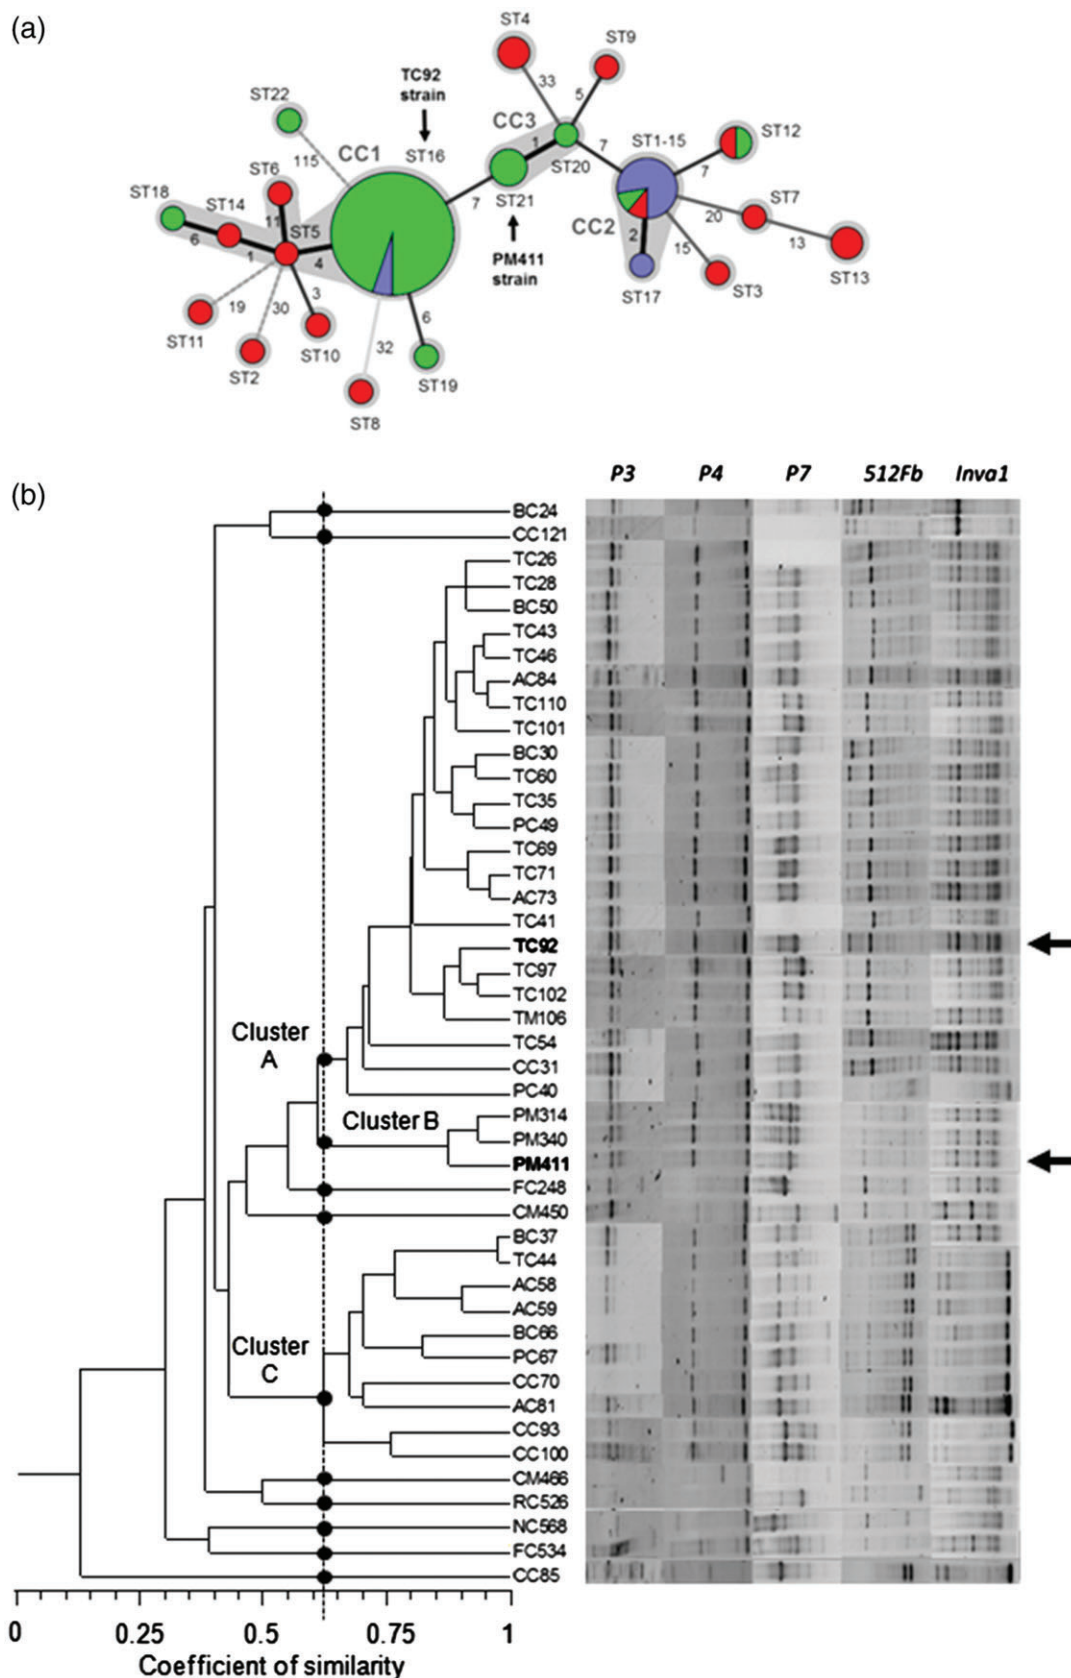 (a)
ST4
ST9
TC92
strain
33
5
ST22
CC3
CC1
ST16
1
ST1-15
ST12
115
ST6
ST20
7
7
ST18
ST14
7
ST21
11
ST5
CC2
20
ST7
6
1
4
2
15
13
PM411
strain
ST17
ST3
ST13
19
30
3
6
ST11
ST10
32
ST2
ST19
ST8
P3 P4 P7 512Fb Inva1
(b)
BC24
CC121
TC26
TC28
BC50
TC43
TC46
AC84
TC110
TC101
BC30
TC60
TC35
PC49
TC69
TC71
AC73
TC41
TC92
TC97
TC102
TM106
Cluster
A
TC54
CC31
PC40
Cluster B
PM314
PM340
PM411
FC248
CM450
BC37
TC44
AC58
AC59
Cluster
C
BC66
PC67
CC70
AC81
CC93
CC100
CM466
RC526
NC568
FC534
CC85
0 0.25 0.5 0.75 1
Coefficient of similarity